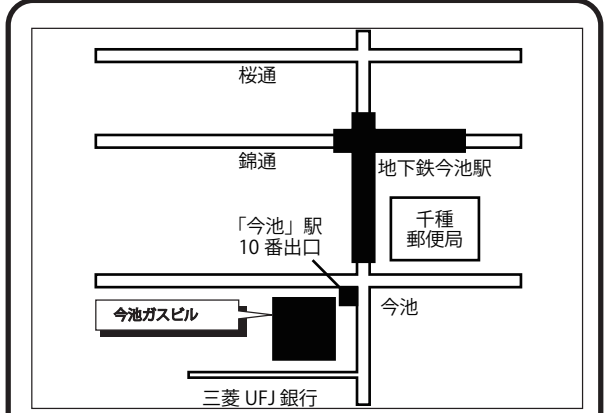 桜通
錦通
地下鉄今池駅
千種
郵便局
「今池」駅
10 番出口
今池
今池ガスビル
三菱 UFJ 銀行